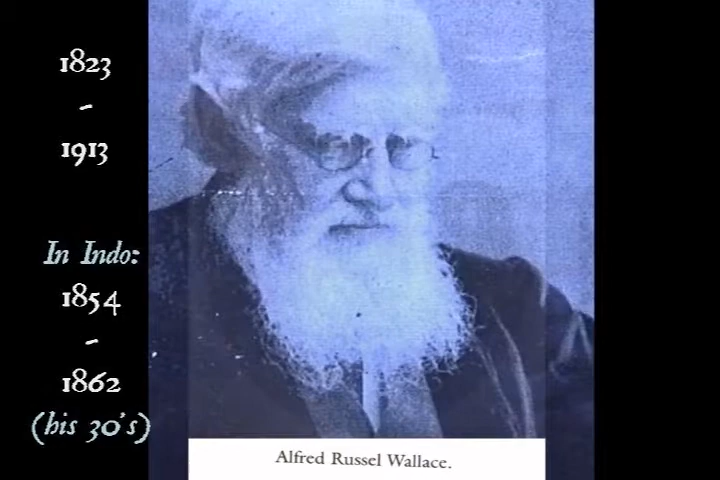 1823
-
1913
In Indo:
1854
-
1862
(his 30's)
Alfred Russel Wallace.